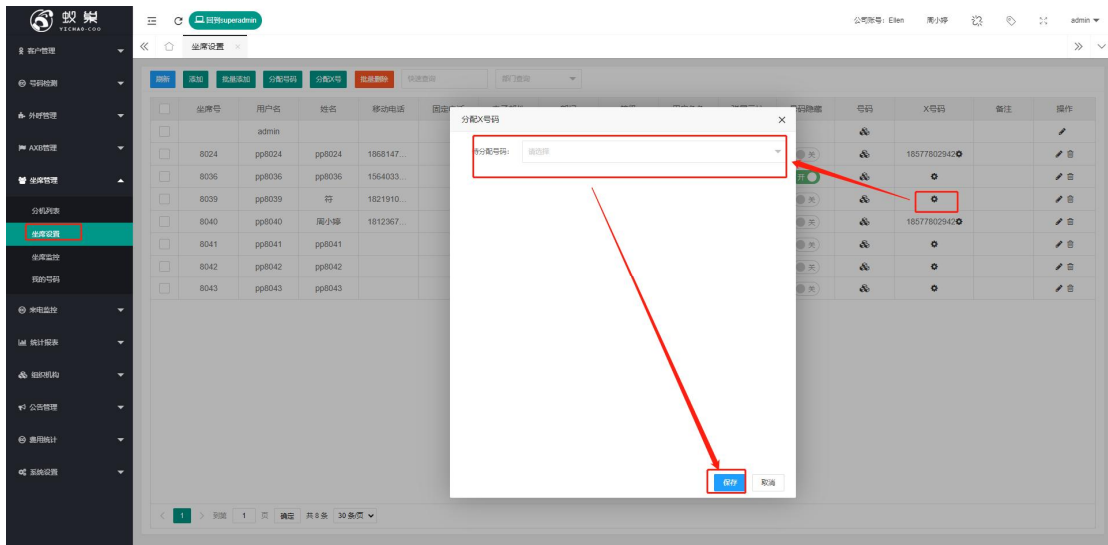 蚁巢
YICHAO·COO
回到superadmin
公司账号：Ellen
周小婷
admin
客户管理
坐席设置
号码检测
刷新 添加 批量添加 分配号码 分配X号 批量删除 快速查询 部门查询
外呼管理
坐席号 用户名 姓名 移动电话 号码隐藏 号码 X号码 备注 操作
分配X号码
admin
待分配号码： 请选择
AXB管理
8024 pp8024 pp8024 1868147... 关 18577802942
坐席管理
8036 pp8036 pp8036 1564033... 开
8039 pp8039 符 1821910... 关
分机列表
8040 pp8040 周小婷 1812367... 关 18577802942
坐席设置
8041 pp8041 pp8041 关
坐席监控
8042 pp8042 pp8042 关
我的号码
8043 pp8043 pp8043 关
来电监控
统计报表
组织机构
公告管理
费用统计
系统设置
保存 取消
1 到第 1 页 确定 共 8 条 30 条/页